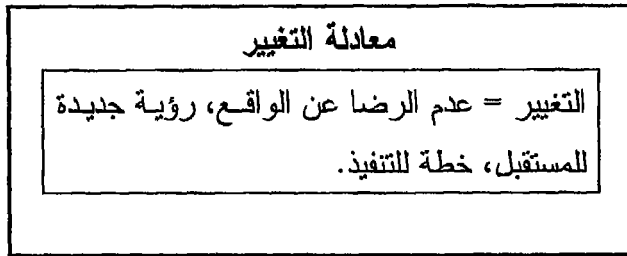 معادلة التغيير
التغيير = عدم الرضا عن الواقع، رؤية جديدة
للمستقبل، خطة للتنفيذ.